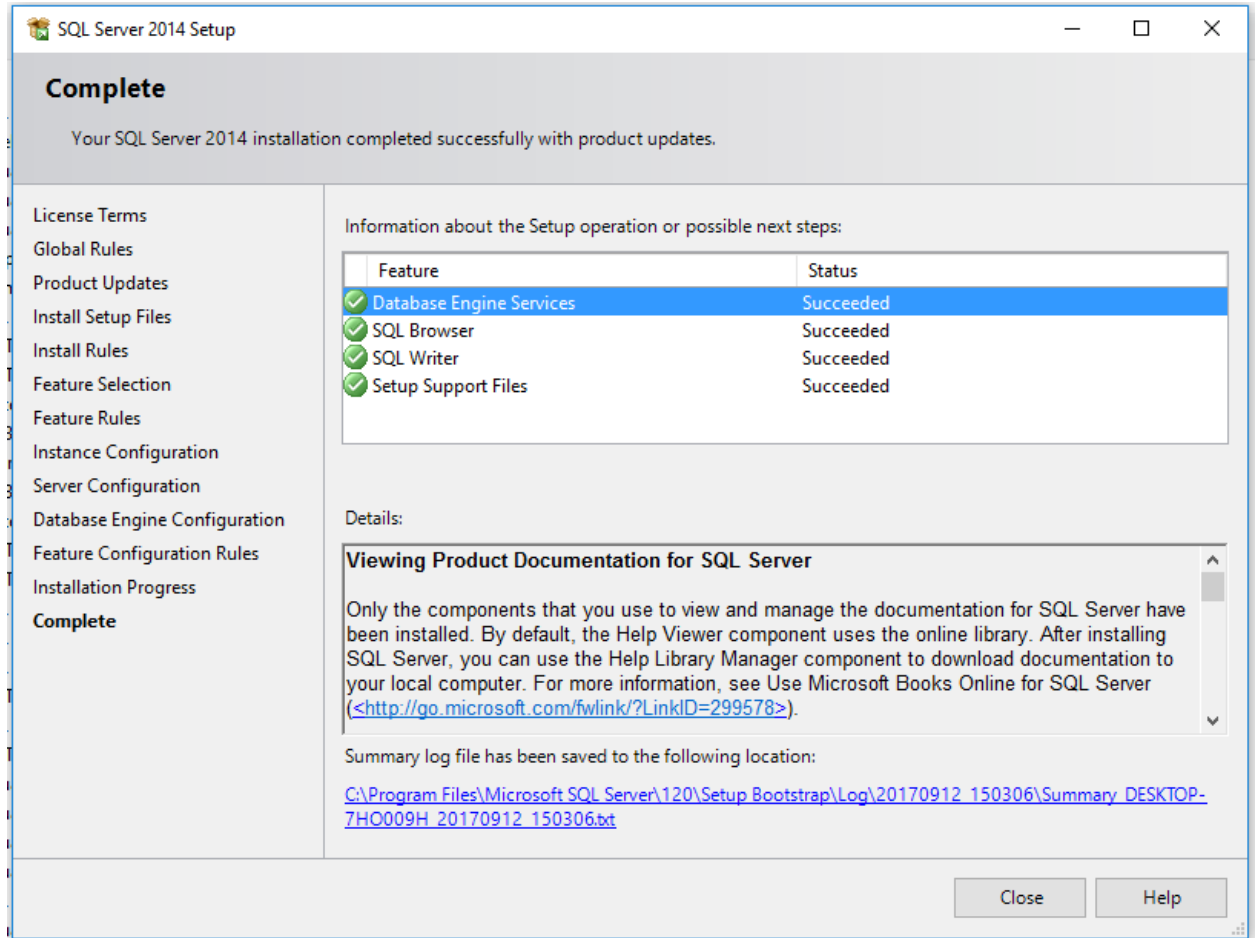 SQL Server 2014 Setup
Complete
Your SQL Server 2014 installation completed successfully with product updates.
License Terms
Global Rules
Product Updates
Install Setup Files
Install Rules
Feature Selection
Feature Rules
Instance Configuration
Server Configuration
Database Engine Configuration
Feature Configuration Rules
Installation Progress
Complete
Information about the Setup operation or possible next steps:
Feature Status
Database Engine Services Succeeded
SQL Browser Succeeded
SQL Writer Succeeded
Setup Support Files Succeeded
Details:
Viewing Product Documentation for SQL Server
Only the components that you use to view and manage the documentation for SQL Server have
been installed. By default, the Help Viewer component uses the online library. After installing
SQL Server, you can use the Help Library Manager component to download documentation to
your local computer. For more information, see Use Microsoft Books Online for SQL Server
(<http://go.microsoft.com/fwlink/?LinkID=299578>).
Summary log file has been saved to the following location:
C:\Program Files\Microsoft SQL Server\120\Setup Bootstrap\Log\20170912_150306\Summary_DESKTOP-
7HO009H_20170912_150306.txt
Close Help